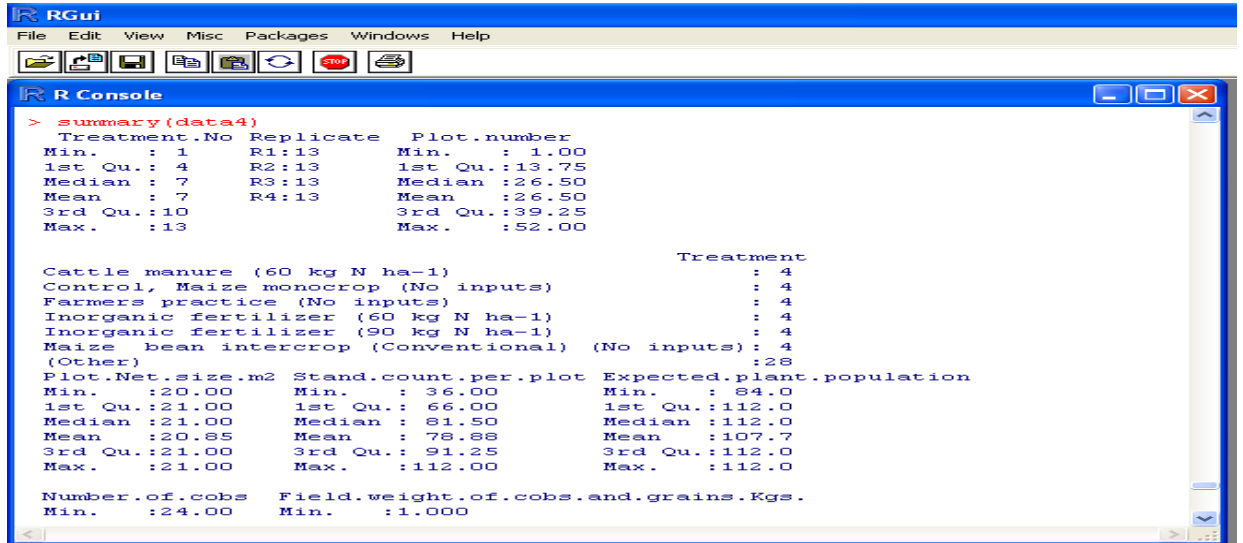 RGui
File Edit View Misc Packages Windows Help
STOP
R Console
> summary(data4)
Treatment.No Replicate Plot.number
Min. : 1 R1:13 Min. : 1.00
1st Qu.: 4 R2:13 1st Qu.:13.75
Median : 7 R3:13 Median :26.50
Mean : 7 R4:13 Mean :26.50
3rd Qu.:10 3rd Qu.:39.25
Max. :13 Max. :52.00
Treatment
Cattle manure (60 kg N ha-1) : 4
Control, Maize monocrop (No inputs) : 4
Farmers practice (No inputs) : 4
Inorganic fertilizer (60 kg N ha-1) : 4
Inorganic fertilizer (90 kg N ha-1) : 4
Maize bean intercrop (Conventional) (No inputs): 4
(Other) :28
Plot.Net.size.m2 Stand.count.per.plot Expected.plant.population
Min. :20.00 Min. : 36.00 Min. : 84.0
1st Qu.:21.00 1st Qu.: 66.00 1st Qu.:112.0
Median :21.00 Median : 81.50 Median :112.0
Mean :20.85 Mean : 78.88 Mean :107.7
3rd Qu.:21.00 3rd Qu.: 91.25 3rd Qu.:112.0
Max. :21.00 Max. :112.00 Max. :112.0
Number.of.cobs Field.weight.of.cobs.and.grains.Kgs.
Min. :24.00 Min. :1.000